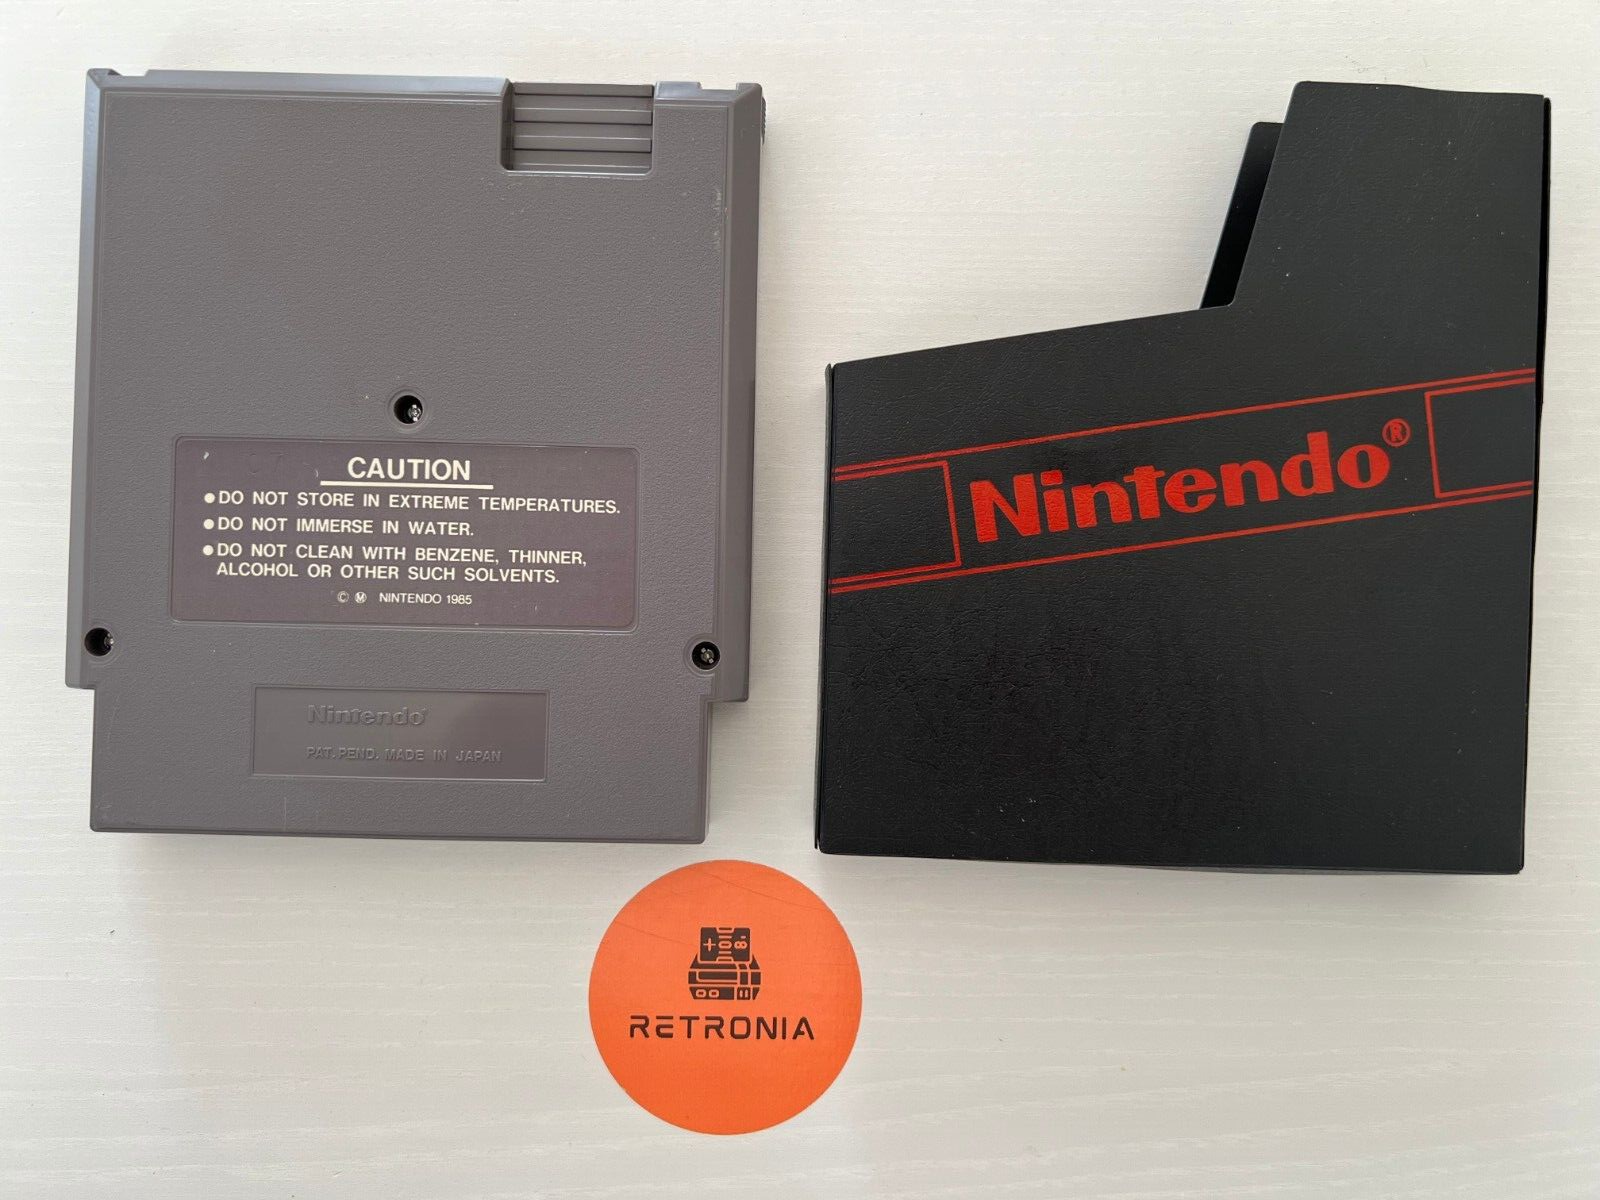 CAUTION
●DO NOT STORE IN EXTREME TEMPERATURES.
●DO NOT IMMERSE IN WATER.
●DO NOT CLEAN WITH BENZENE, THINNER,
ALCOHOL OR OTHER SUCH SOLVENTS.
© Ⓜ NINTENDO 1985
Nintendo
PAT. PEND. MADE IN JAPAN
Nintendo®
RETRONIA